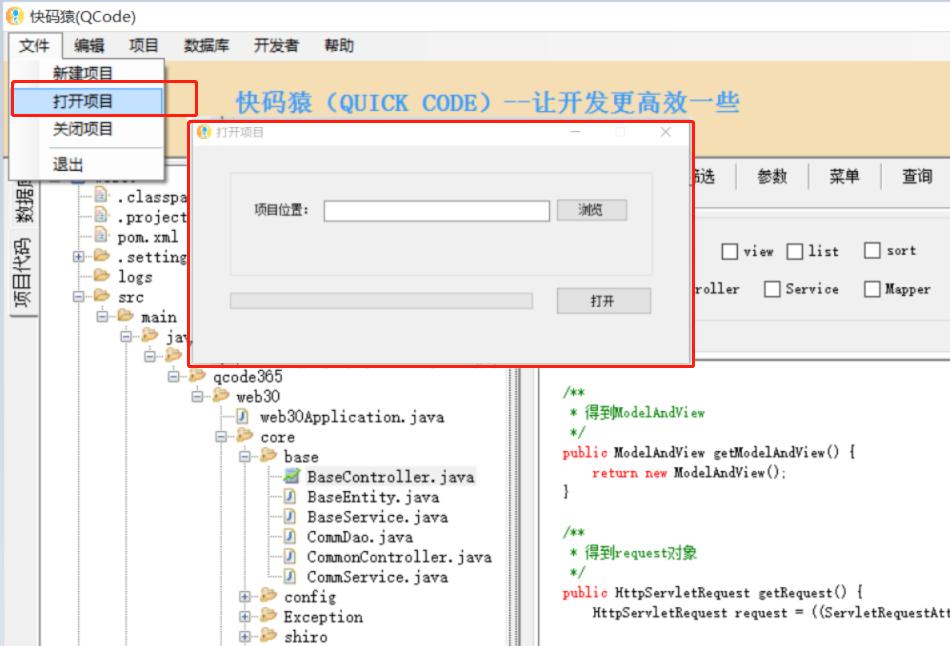 快码猿(QCode)
文件 编辑 项目 数据库 开发者 帮助
新建项目
打开项目
关闭项目
退出
快码猿（QUICK CODE）--让开发更高效一些
打开项目
项目位置：
浏览
打开
数据库
项目代码
筛选 参数 菜单 查询
view list sort
roller Service Mapper
.classpa
.project
pom.xml
.setting
logs
src
main
jav
qcode365
web30
web30Application.java
core
base
BaseController.java
BaseEntity.java
BaseService.java
CommDao.java
CommonController.java
CommService.java
config
Exception
shiro
/**
* 得到ModelAndView
*/
public ModelAndView getModelAndView() {
return new ModelAndView();
}
/**
* 得到request对象
*/
public HttpServletRequest getRequest() {
HttpServletRequest request = ((ServletRequestAtt